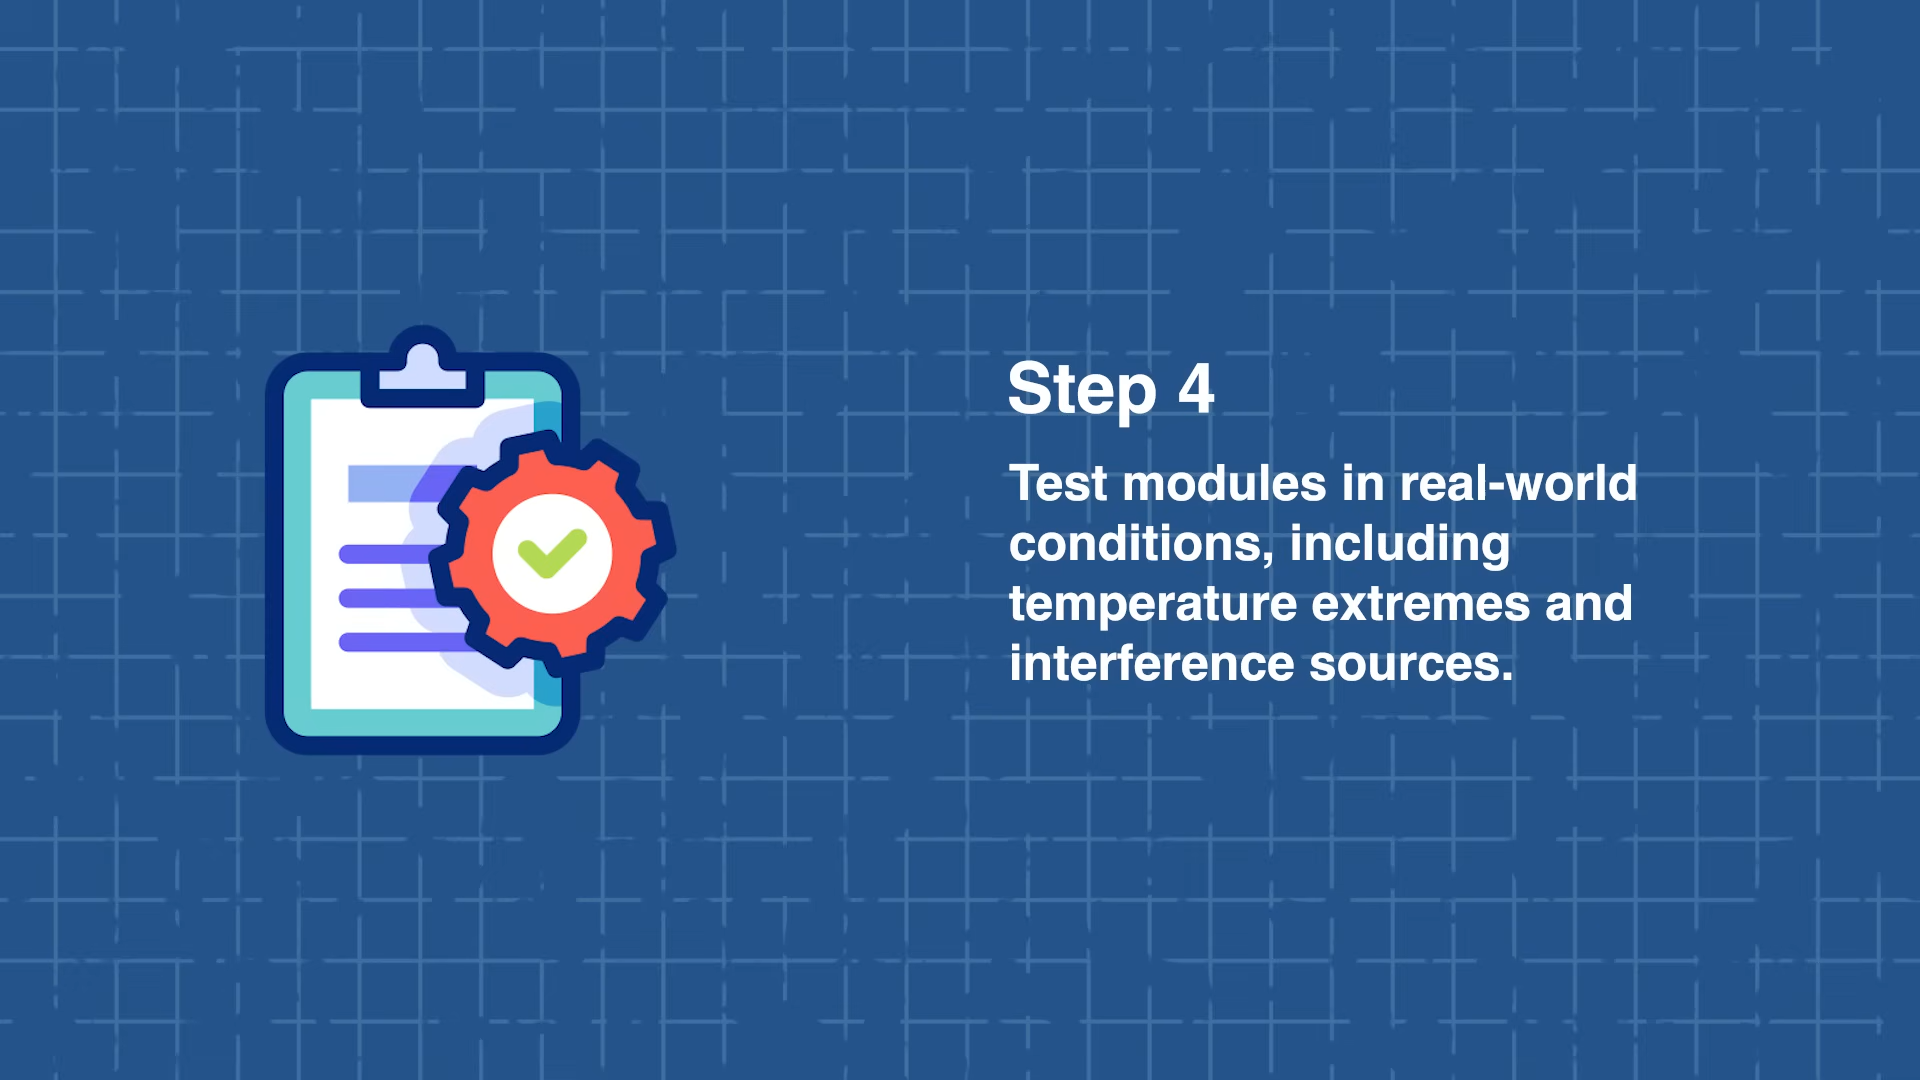 Step 4
Test modules in real-world
conditions, including
temperature extremes and
interference sources.